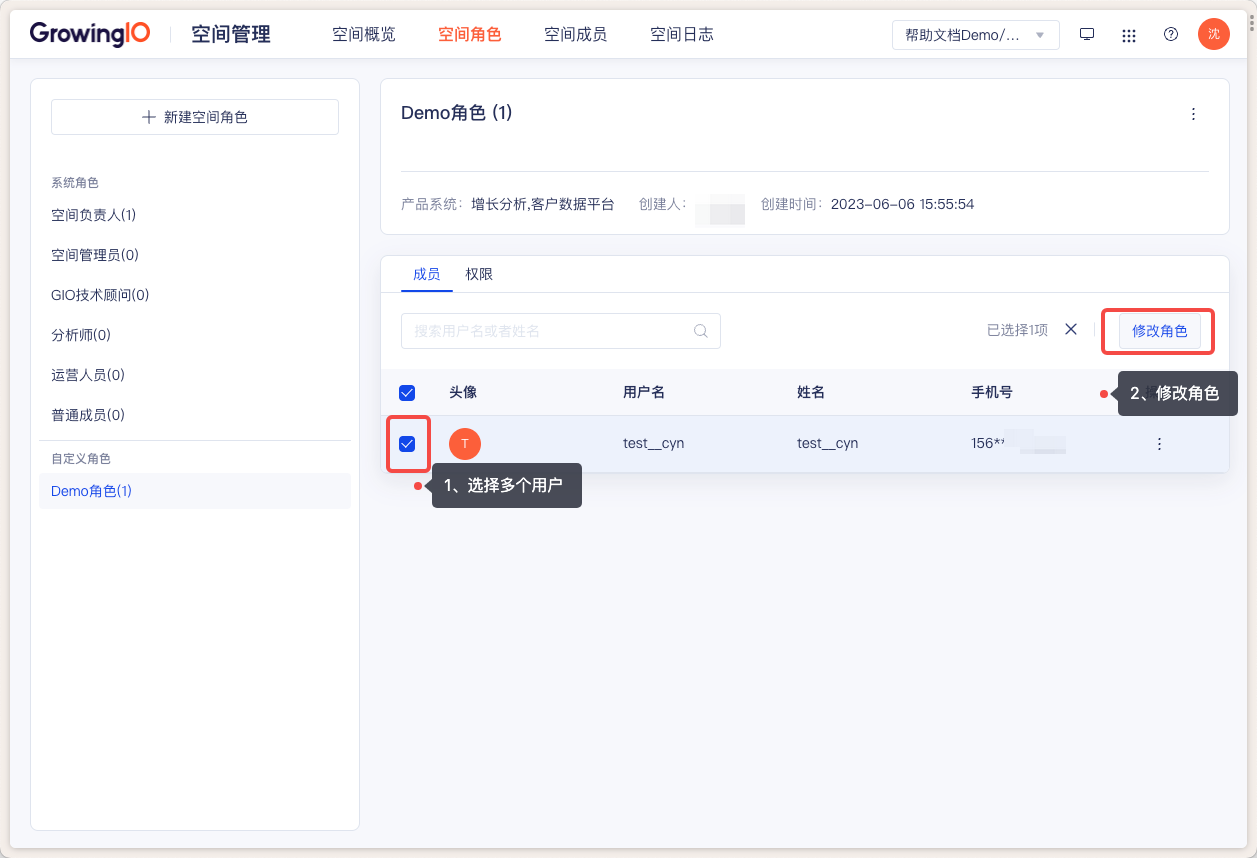 GrowingIO 空间管理 空间概览 空间角色 空间成员 空间日志 帮助文档Demo/... 沈
新建空间角色
系统角色
空间负责人(1)
空间管理员(0)
GIO技术顾问(0)
分析师(0)
运营人员(0)
普通成员(0)
自定义角色
Demo角色(1)
Demo角色 (1)
产品系统: 增长分析,客户数据平台 创建人: 创建时间: 2023-06-06 15:55:54
成员 权限
搜索用户名或者姓名 已选择1项 修改角色
头像 用户名 姓名 手机号
2、修改角色
T test__cyn test__cyn 156**
1、选择多个用户